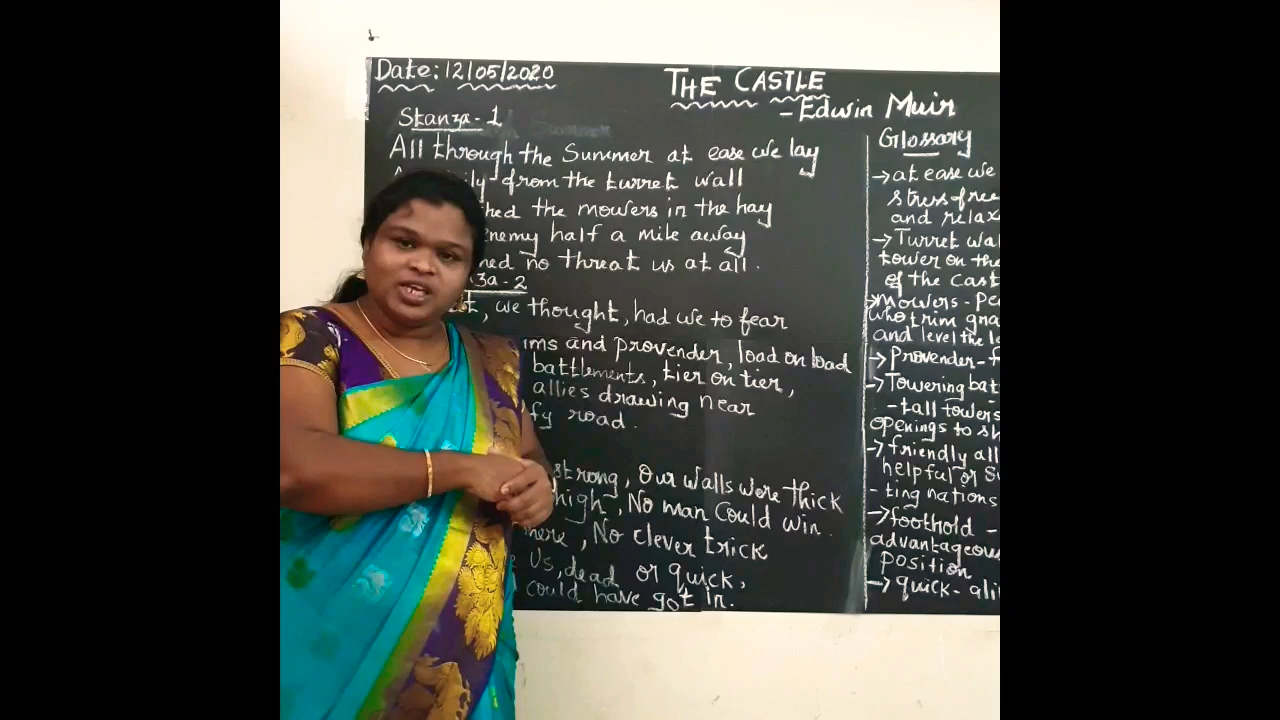 Date: 12/05/2020
THE CASTLE
- Edwin Muir
Stanza - 1
All through the Summer at ease we lay
from the turret wall
the mowers in the hay
enemy half a mile away
no threat us at all.
- 2
, we thought, had we to fear
and provender, load on load
battlements, tier on tier,
allies drawing near
road.
strong, Our walls were thick
high, No man Could win
, No clever trick
Us, dead or quick,
could have got in.
Glossary
→ at ease we
stress free
and relax
→ Turret wal
tower on the
of the Cast
→ mowers - pe
who trim gra
and level the l
→ Provender - f
→ Towering bat
- tall towers
openings to sh
→ friendly all
helpful or su
- ting nations
→ foothold -
advantageous
position
→ quick - ali